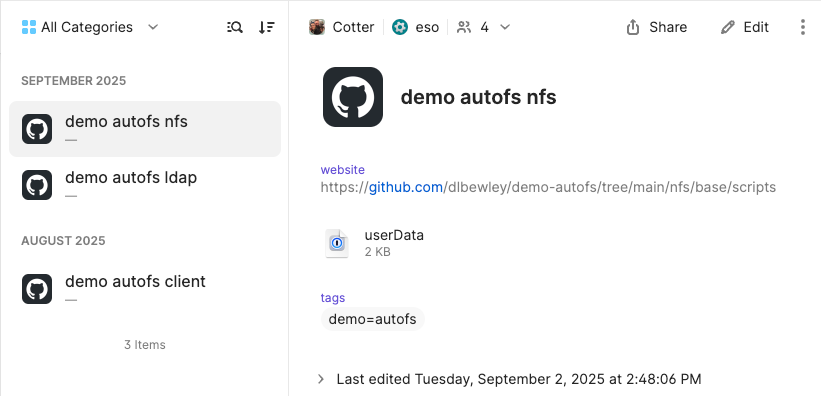 All Categories
SEPTEMBER 2025
demo autofs nfs
—
demo autofs ldap
—
AUGUST 2025
demo autofs client
—
3 Items
Cotter eso 4 Share Edit
demo autofs nfs
website
https://github.com/dlbewley/demo-autofs/tree/main/nfs/base/scripts
userData
2 KB
tags
demo=autofs
Last edited Tuesday, September 2, 2025 at 2:48:06 PM